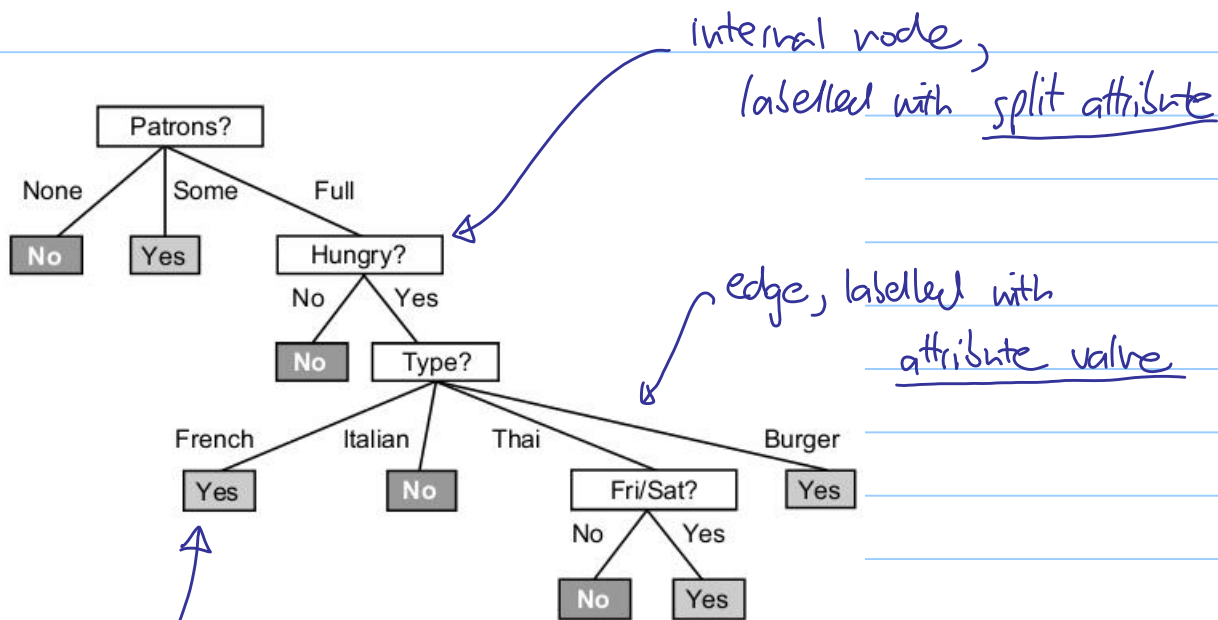 internal node,
labelled with split attribute
Patrons?
None Some Full
No Yes Hungry?
No Yes
edge, labelled with
attribute value
No Type?
French Italian Thai Burger
Yes No Fri/Sat? Yes
No Yes
No Yes